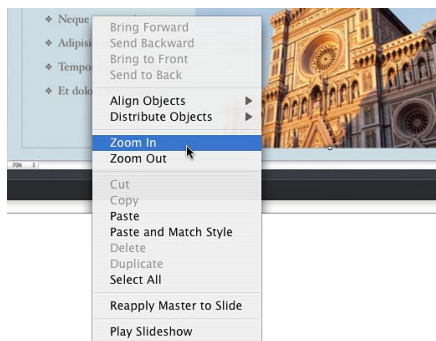 Neque
Adipisi
Tempo
Et dolo
Bring Forward
Send Backward
Bring to Front
Send to Back
Align Objects
Distribute Objects
Zoom In
Zoom Out
70%
Cut
Copy
Paste
Paste and Match Style
Delete
Duplicate
Select All
Reapply Master to Slide
Play Slideshow